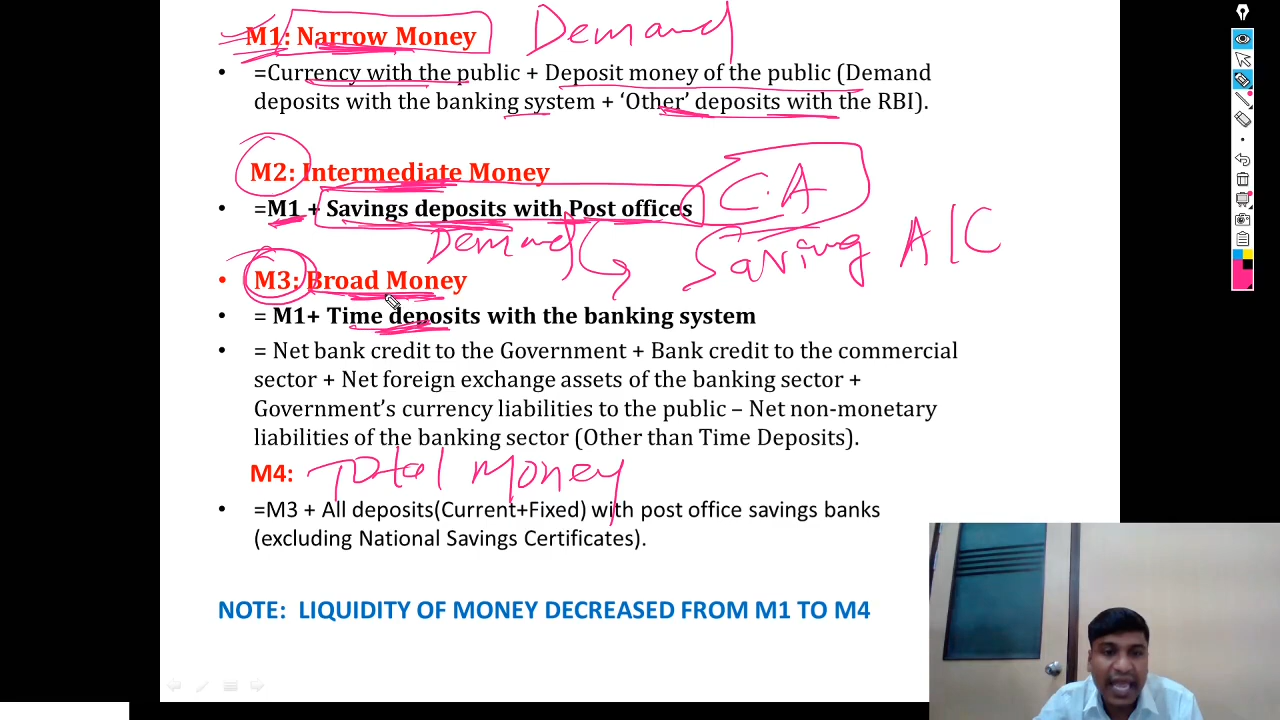 M1: Narrow Money Demand
• =Currency with the public + Deposit money of the public (Demand
deposits with the banking system + ‘Other’ deposits with the RBI).
M2: Intermediate Money
• =M1 + Savings deposits with Post offices C.A
Demand Saving A/C
• M3: Broad Money
• = M1+ Time deposits with the banking system
• = Net bank credit to the Government + Bank credit to the commercial
sector + Net foreign exchange assets of the banking sector +
Government’s currency liabilities to the public – Net non-monetary
liabilities of the banking sector (Other than Time Deposits).
M4: Total Money
• =M3 + All deposits(Current+Fixed) with post office savings banks
(excluding National Savings Certificates).
NOTE: LIQUIDITY OF MONEY DECREASED FROM M1 TO M4